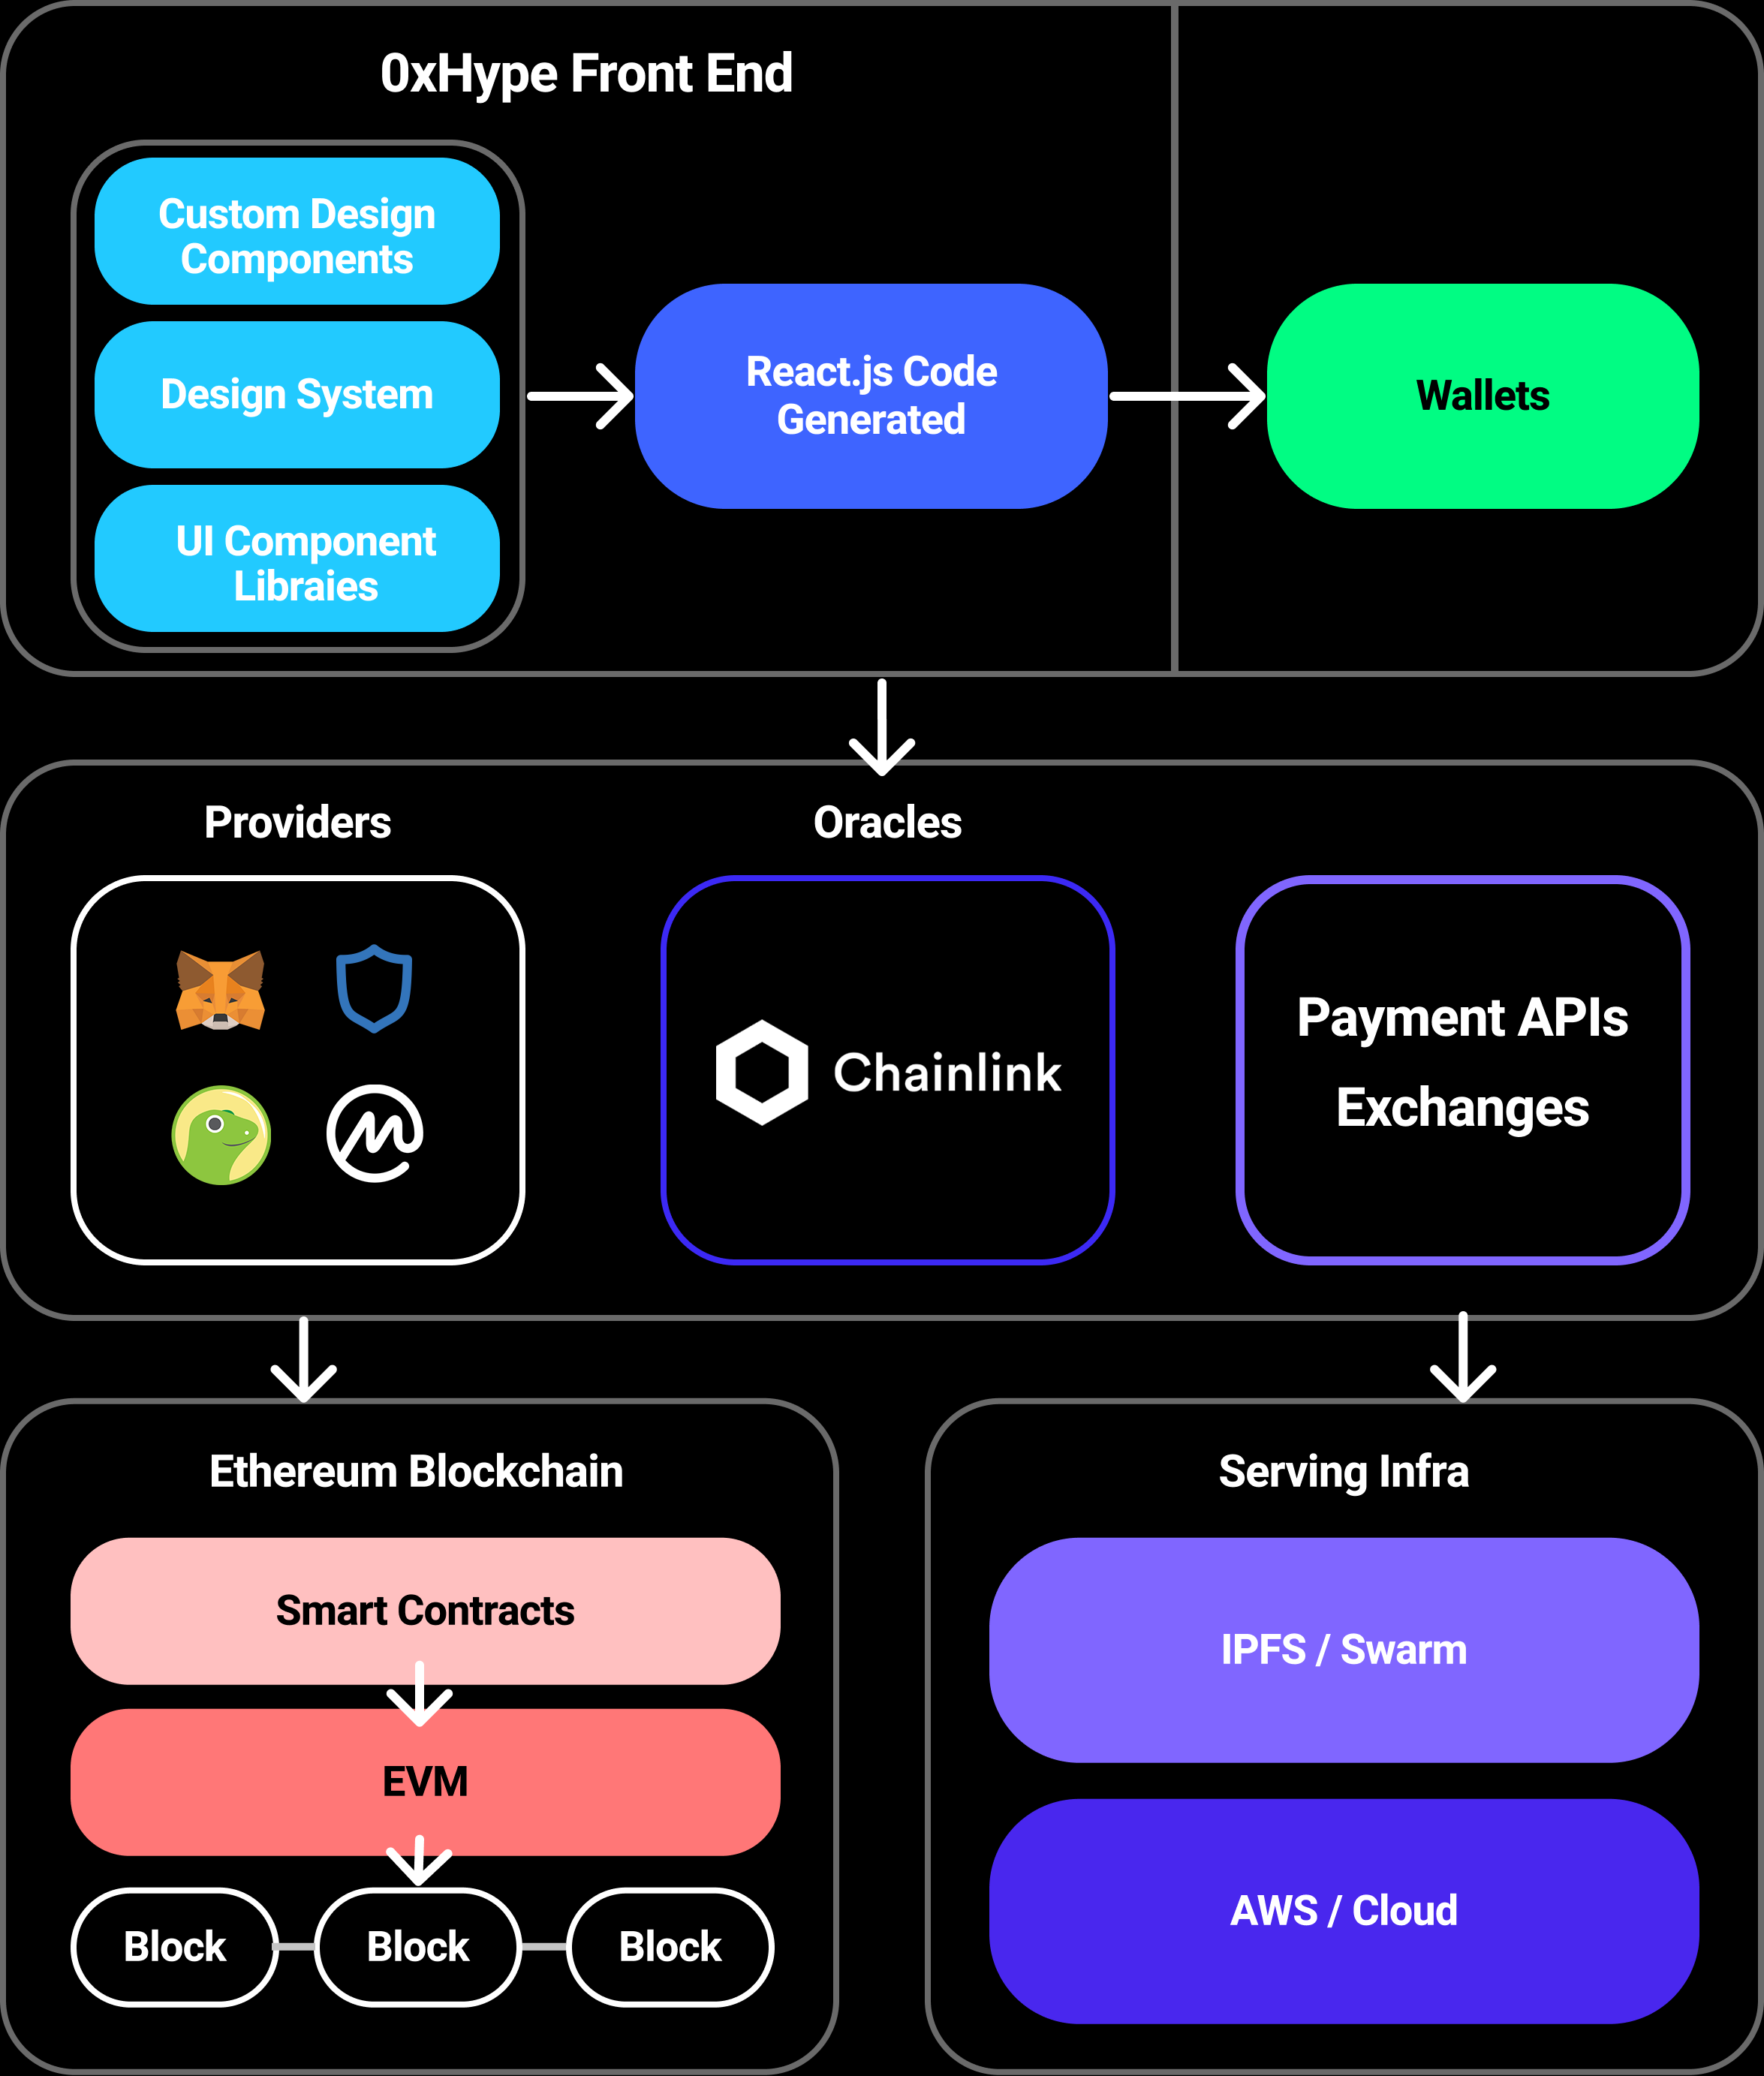 0xHype Front End
Custom Design
Components
Design System
UI Component
Libraies
React.js Code
Generated
Wallets
Providers
Oracles
Chainlink
Payment APIs
Exchanges
Ethereum Blockchain
Smart Contracts
EVM
Block
Block
Block
Serving Infra
IPFS / Swarm
AWS / Cloud